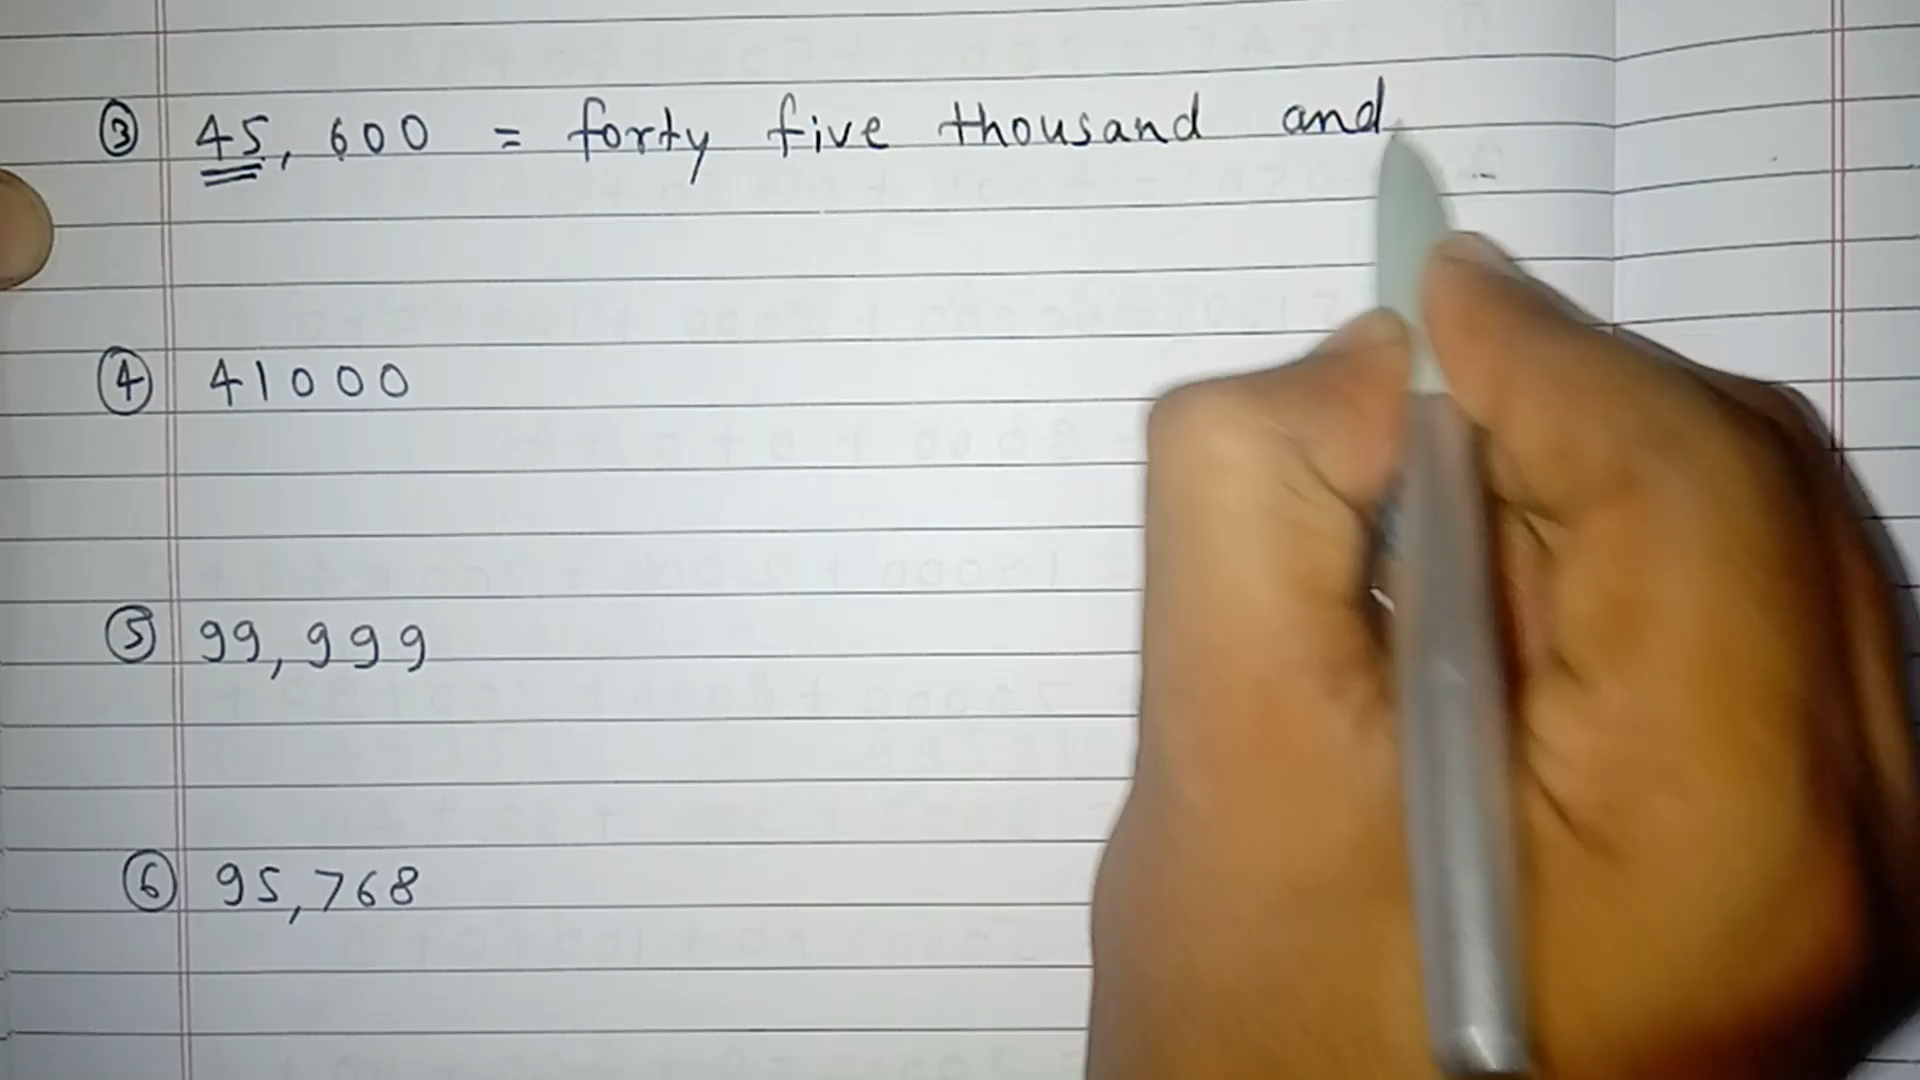 ③ 45, 600 = forty five thousand and
④ 41000
⑤ 99,999
⑥ 95,768